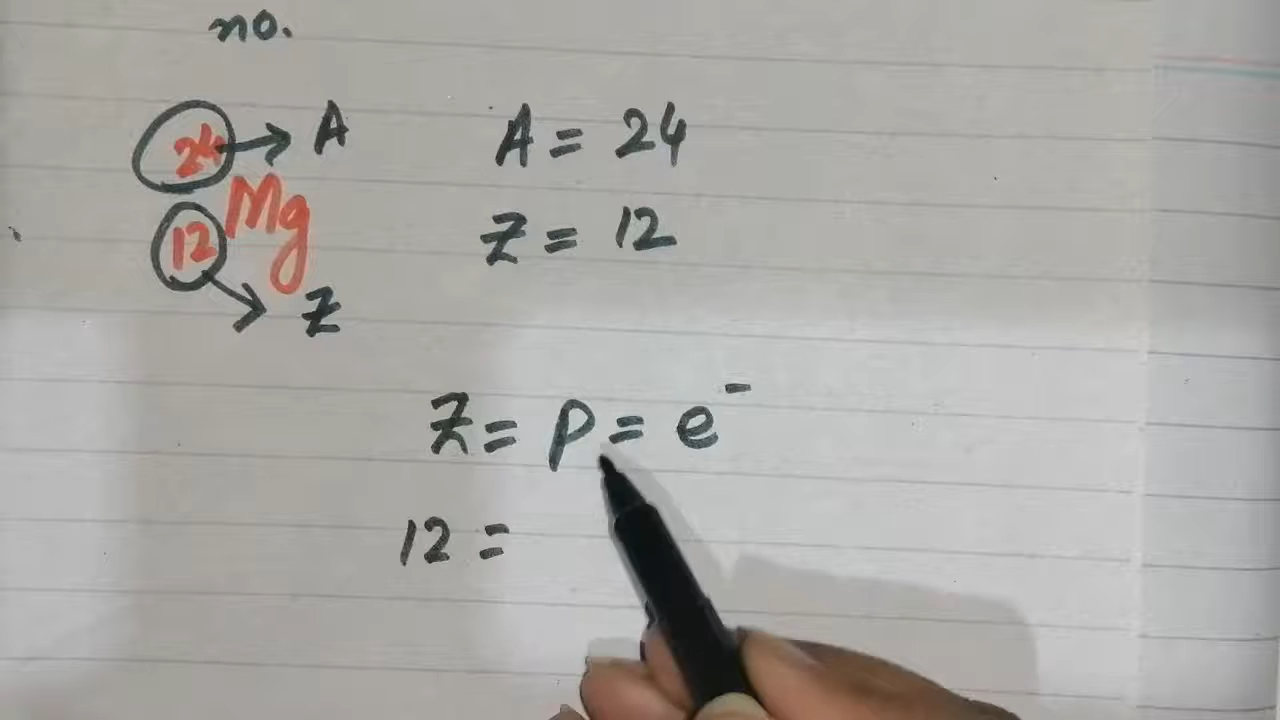 no.
24 → A A = 24
Mg
12 → Z Z = 12
Z = p = e⁻
12 =